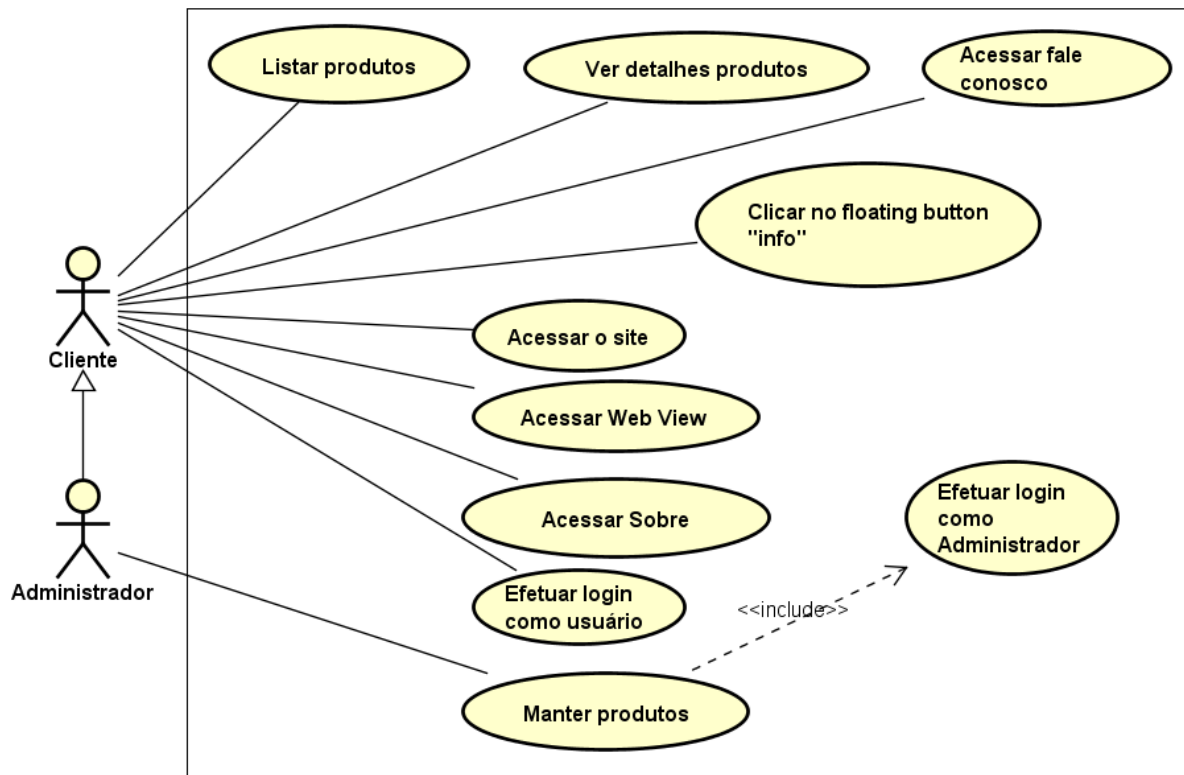 Listar produtos
Ver detalhes produtos
Acessar fale
conosco
Clicar no floating button
"info"
Cliente
Acessar o site
Acessar Web View
Acessar Sobre
Efetuar login
como
Administrador
Administrador
Efetuar login
como usuário
<<include>>
Manter produtos